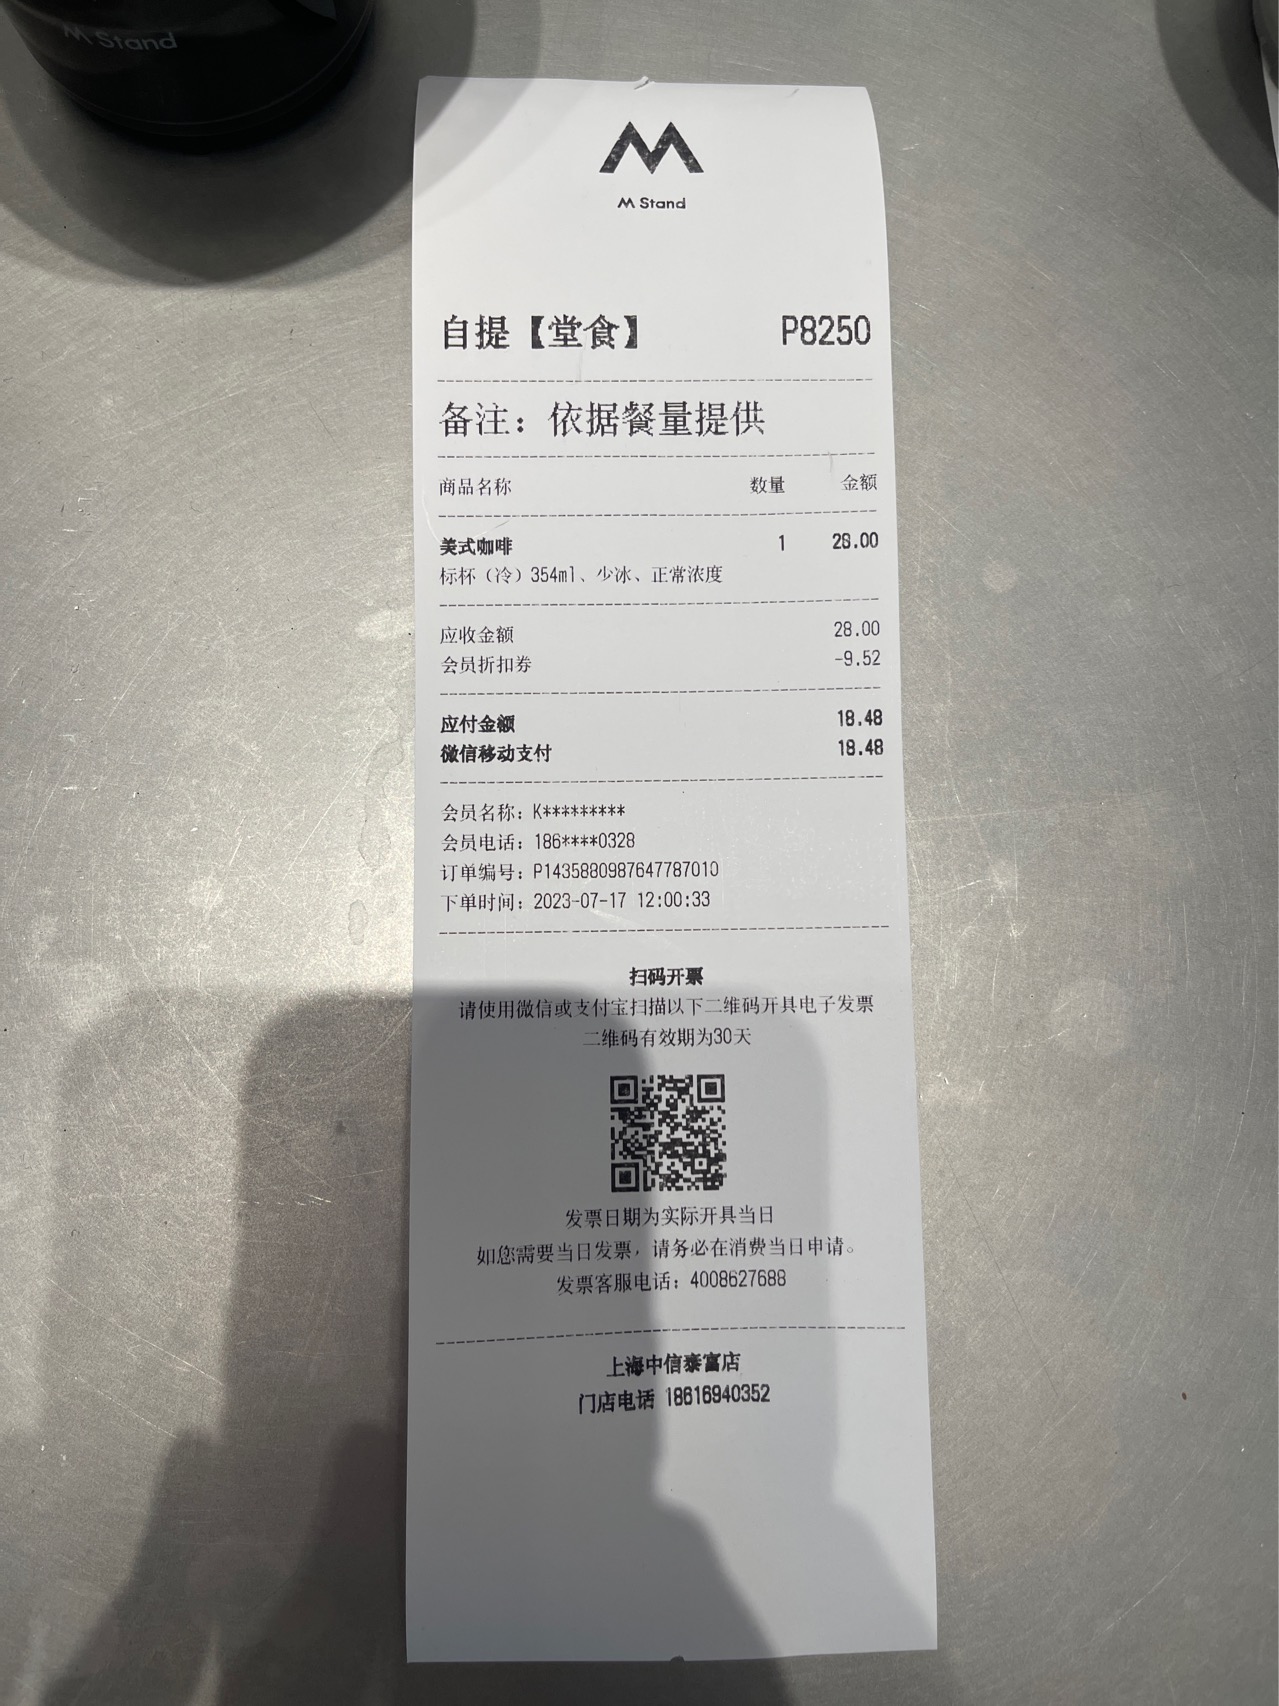 M Stand
M Stand
自提【堂食】 P8250
备注：依据餐量提供
商品名称 数量 金额
美式咖啡 1 28.00
标杯（冷）354ml、少冰、正常浓度
应收金额 28.00
会员折扣券 -9.52
应付金额 18.48
微信移动支付 18.48
会员名称：K*********
会员电话：186****0328
订单编号：P1435880987647787010
下单时间：2023-07-17 12:00:33
扫码开票
请使用微信或支付宝扫描以下二维码开具电子发票
二维码有效期为30天
发票日期为实际开具当日
如您需要当日发票，请务必在消费当日申请。
发票客服电话：4008627688
上海中信泰富店
门店电话 18616940352